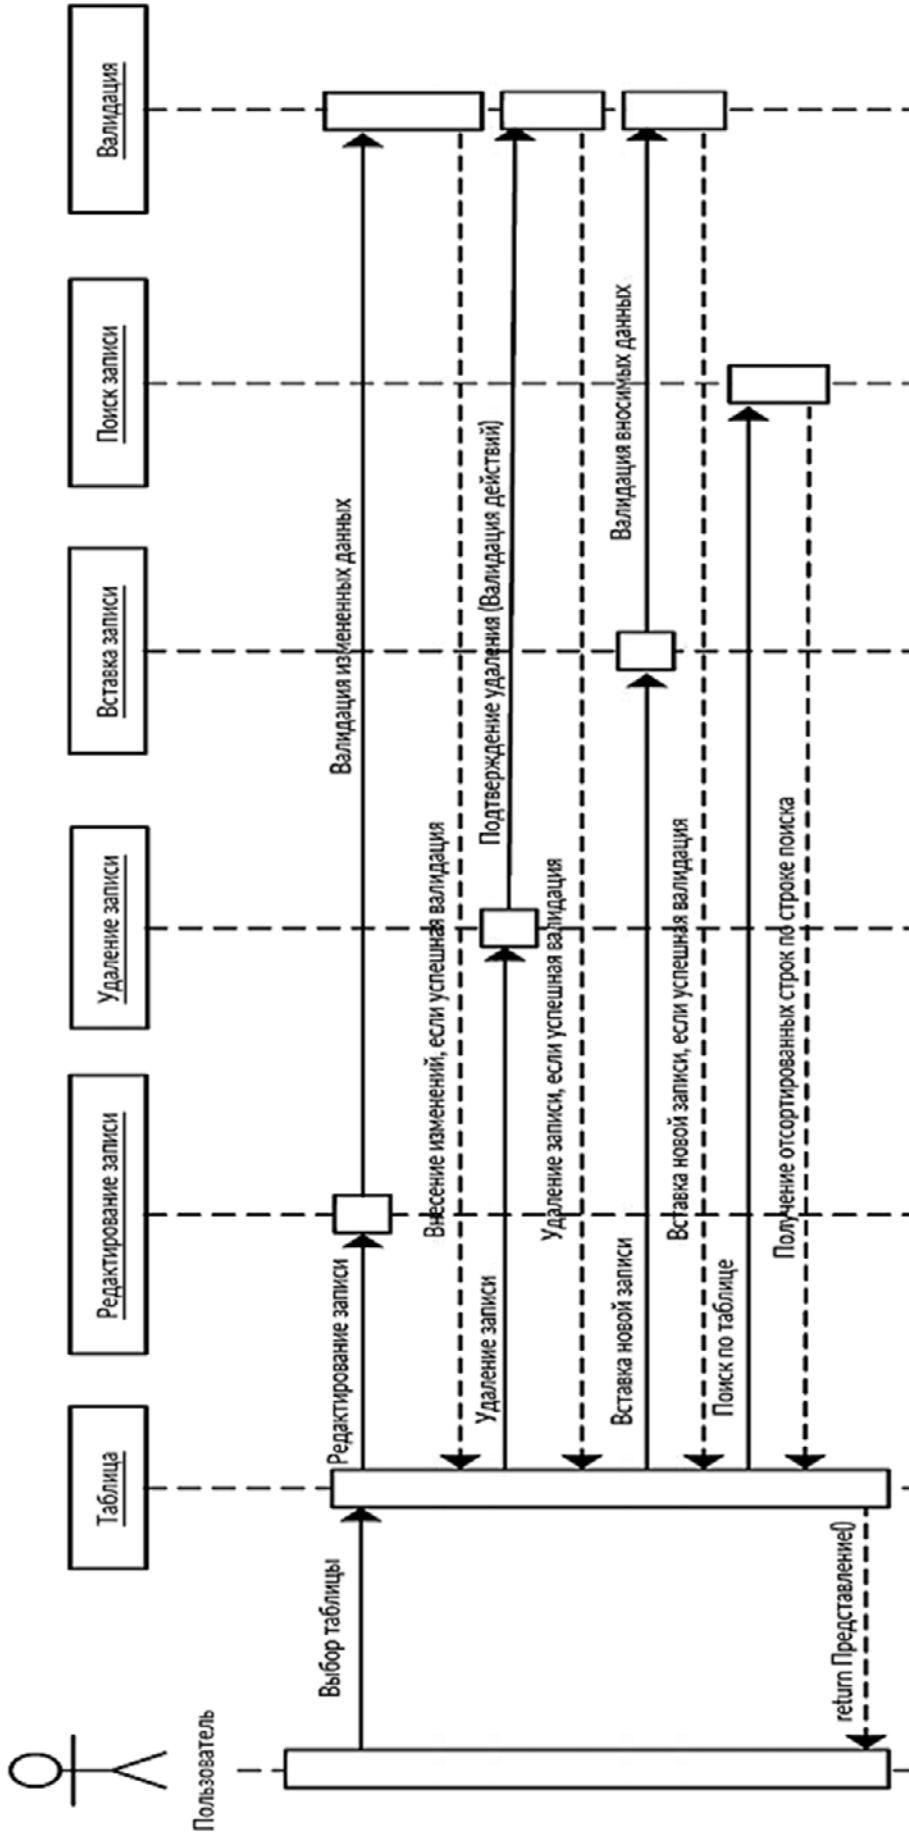 Пользователь
Таблица
Редактирование записи
Удаление записи
Вставка записи
Поиск записи
Валидация
Выбор таблицы
Редактирование записи
Валидация измененных данных
Внесение изменений, если успешная валидация
Удаление записи
Подтверждение удаления (Валидация действий)
Удаление записи, если успешная валидация
Вставка новой записи
Валидация вносимых данных
Вставка новой записи, если успешная валидация
Поиск по таблице
Получение отсортированных строк по строке поиска
return Представление()